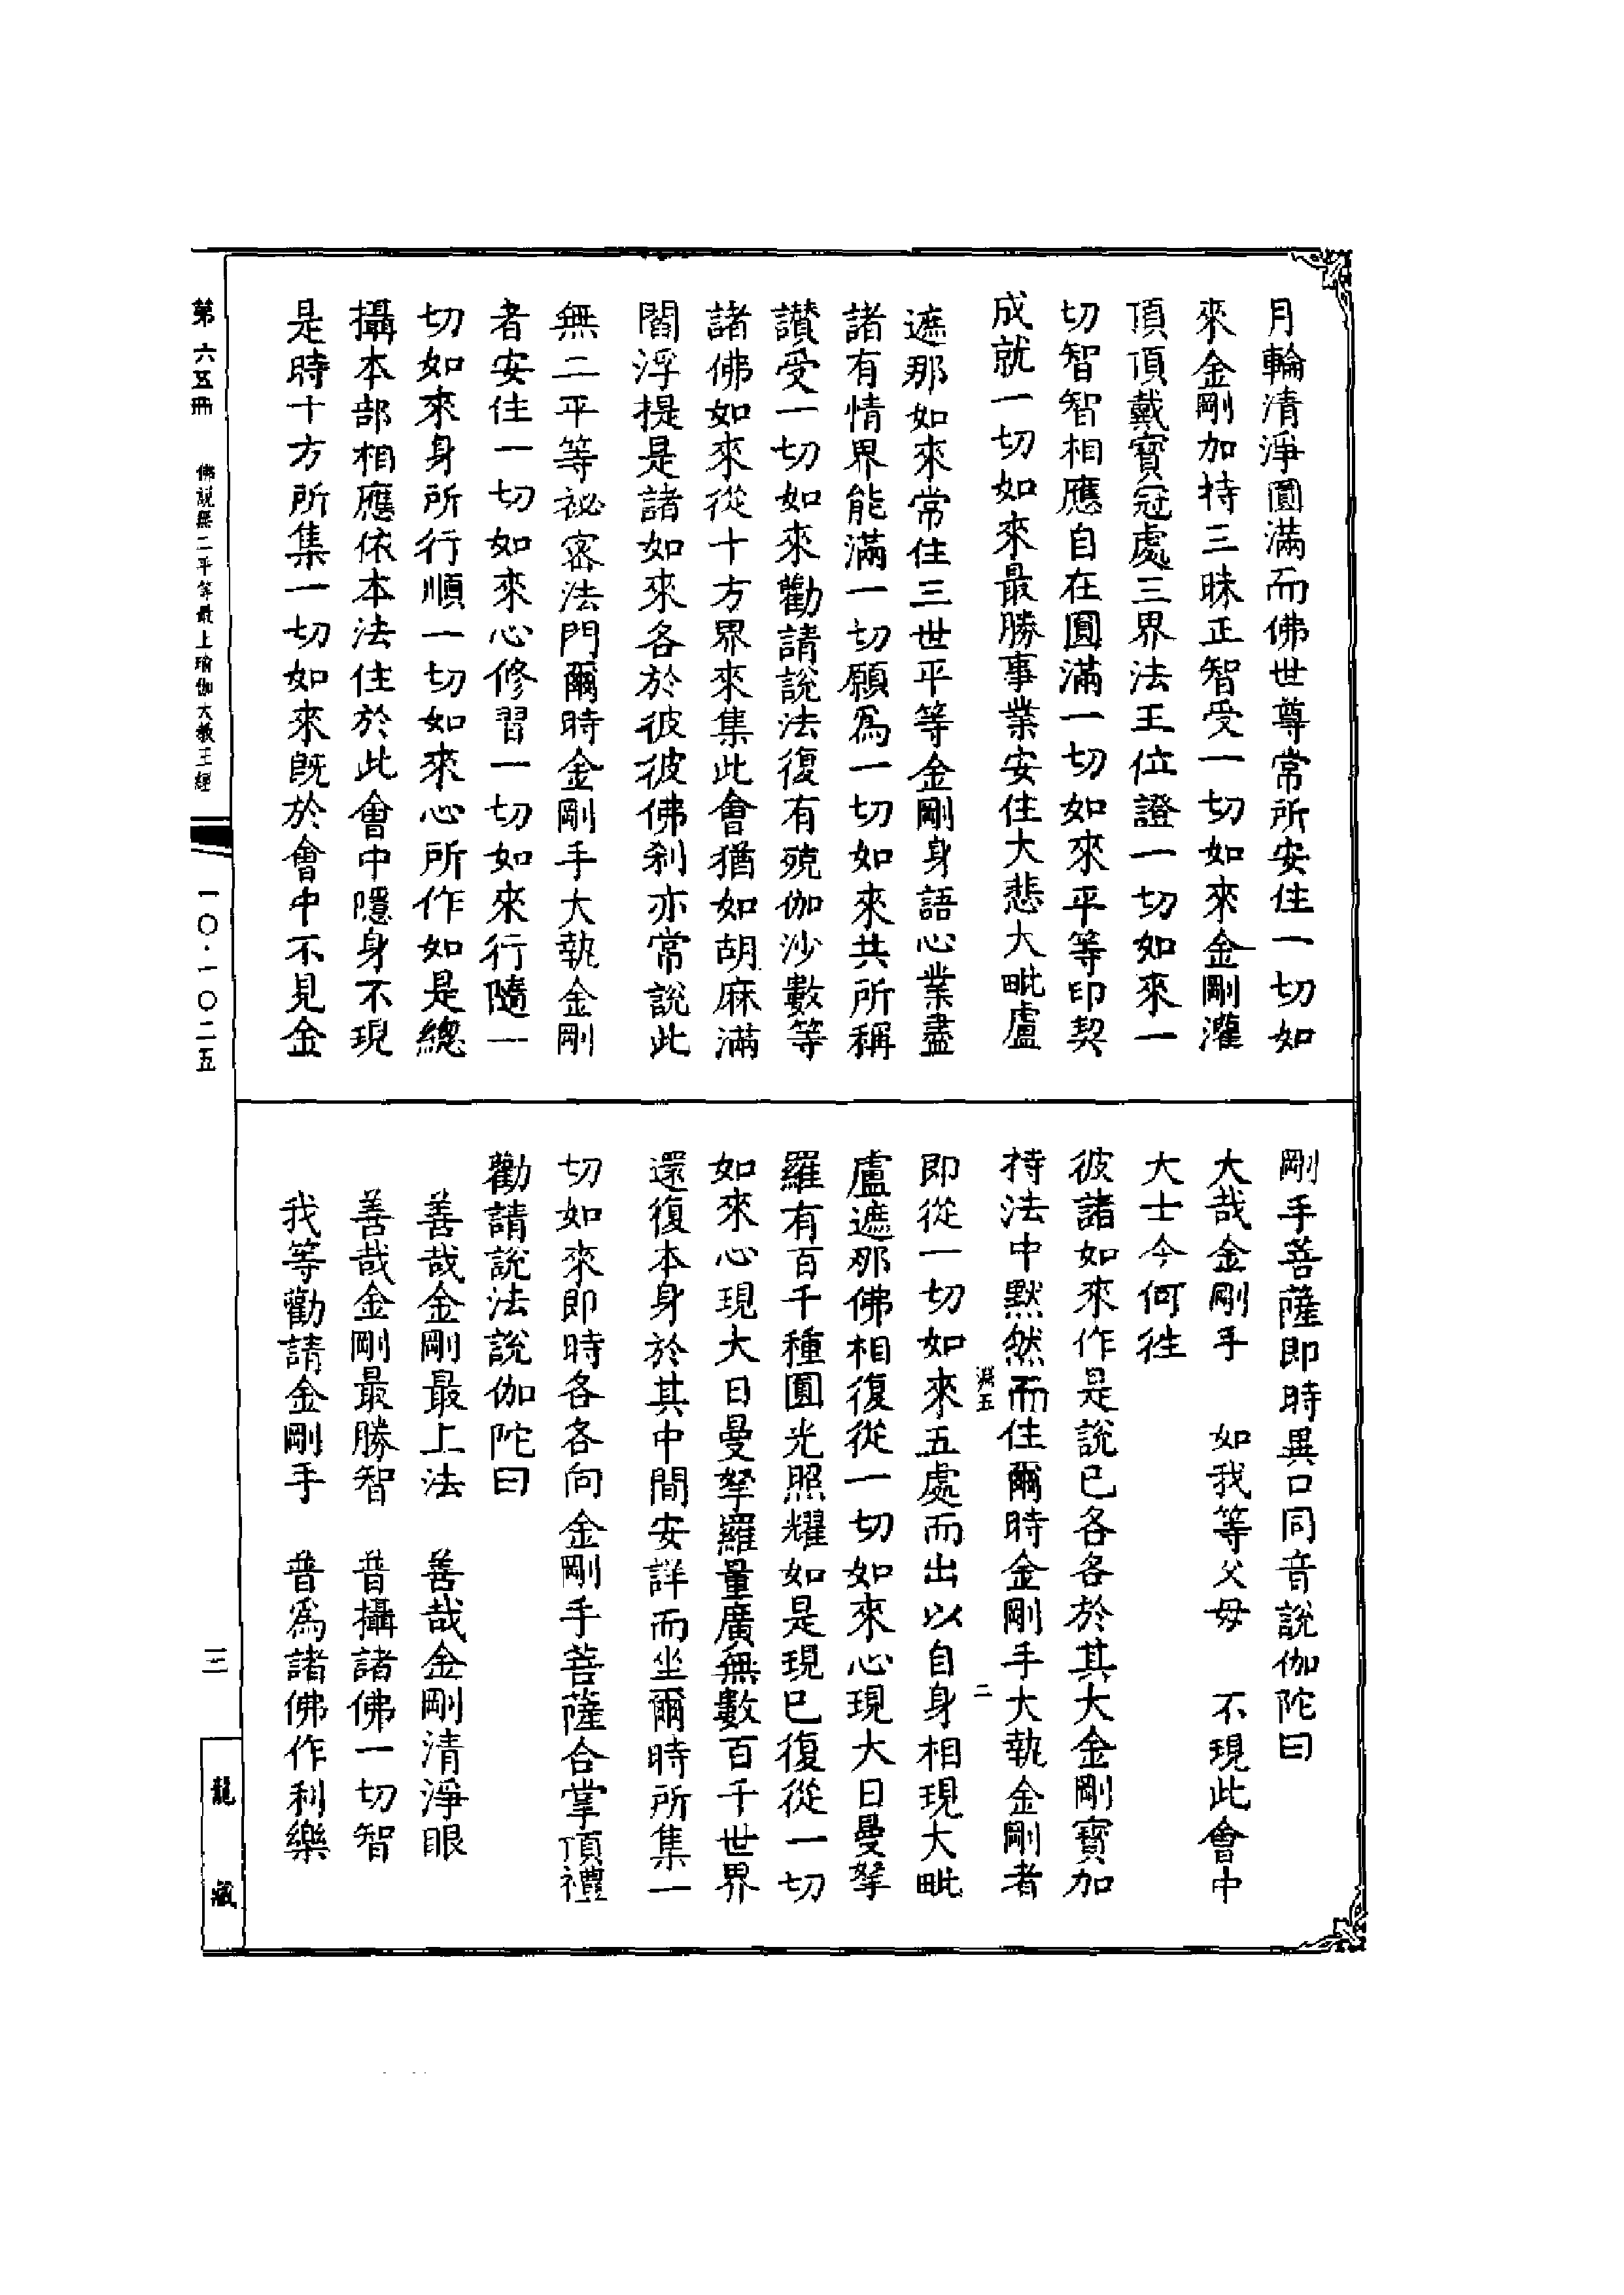 月輪清淨圓滿而佛世尊常所安住一切如
來金剛加持三昧正智受一切如來金剛灌
頂頂戴寶冠處三界法王位證一切如來一
切智智相應自在圓滿一切如來平等印契
成就一切如來最勝事業安住大悲大毗盧
遮那如來常住三世平等金剛身語心業盡
諸有情界能滿一切願爲一切如來共所稱
讚受一切如來勸請說法復有殑伽沙數等
諸佛如來從十方界來集此會猶如胡麻滿
閻浮提是諸如來各於彼彼佛剎亦常說此
無二平等祕密法門爾時金剛手大執金剛
者安住一切如來心修習一切如來行隨一
切如來身所行行順一切如來心所作如是總
攝本部相應依本法住於此會中隱身不現
是時十方所集一切如來旣於會中不見金
剛手菩薩即時異口同音說伽陀曰
大哉金剛手　如我等父母　不現此會中
大士今何往
彼諸如來作是說已各各於其大金剛寶加
持法中默然而住爾時金剛手大執金剛者
即從一切如來五處而出以自身相現大毗
盧遮那佛相復從一切如來心現大日曼拏
羅有百千種圓光照耀如是現已復從一切
如來心現大日曼拏羅量廣無數百千世界
還復本身於其中間安詳而坐爾時所集一
切如來即時各各向金剛手菩薩合掌頂禮
勸請說法說伽陀曰
善哉金剛最上法　善哉金剛清淨眼
善哉金剛最勝智　普攝諸佛一切智
我等勸請金剛手　普爲諸佛作利樂
淵五
二
第六五冊
佛說無二平等最上瑜伽大教王經
一〇·一〇二五
三
龍藏